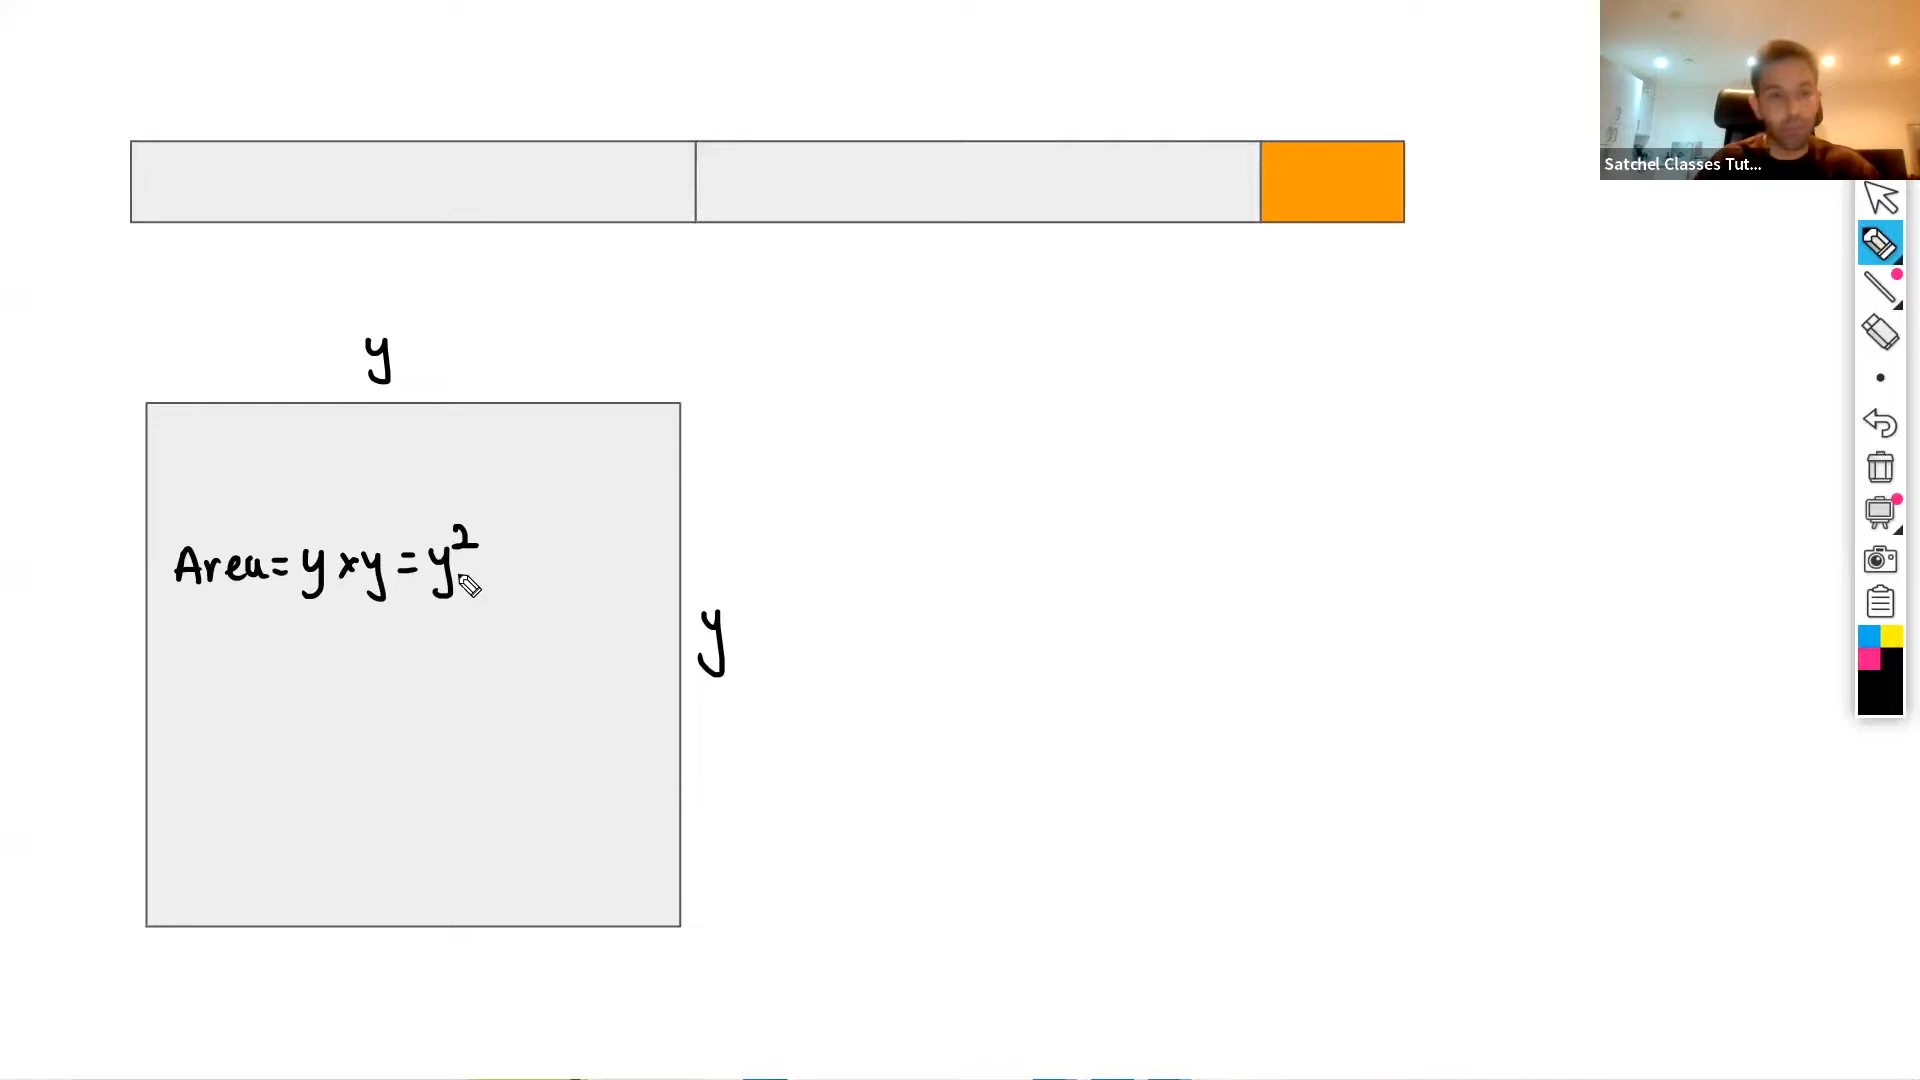 Satchel Classes Tut...
y
Area = y × y = y²
y